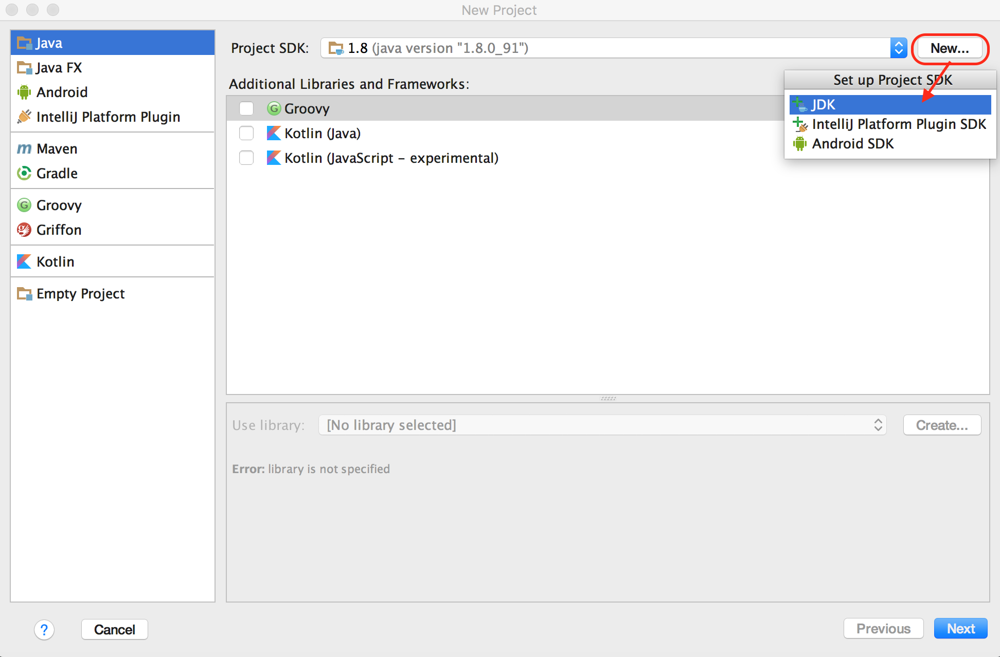 New Project
Java
Java FX
Android
IntelliJ Platform Plugin
Maven
Gradle
Groovy
Griffon
Kotlin
Empty Project
Project SDK: 1.8 (java version "1.8.0_91") New...
Additional Libraries and Frameworks:
Groovy
Kotlin (Java)
Kotlin (JavaScript – experimental)
Set up Project SDK
JDK
IntelliJ Platform Plugin SDK
Android SDK
Use library: [No library selected] Create...
Error: library is not specified
? Cancel Previous Next